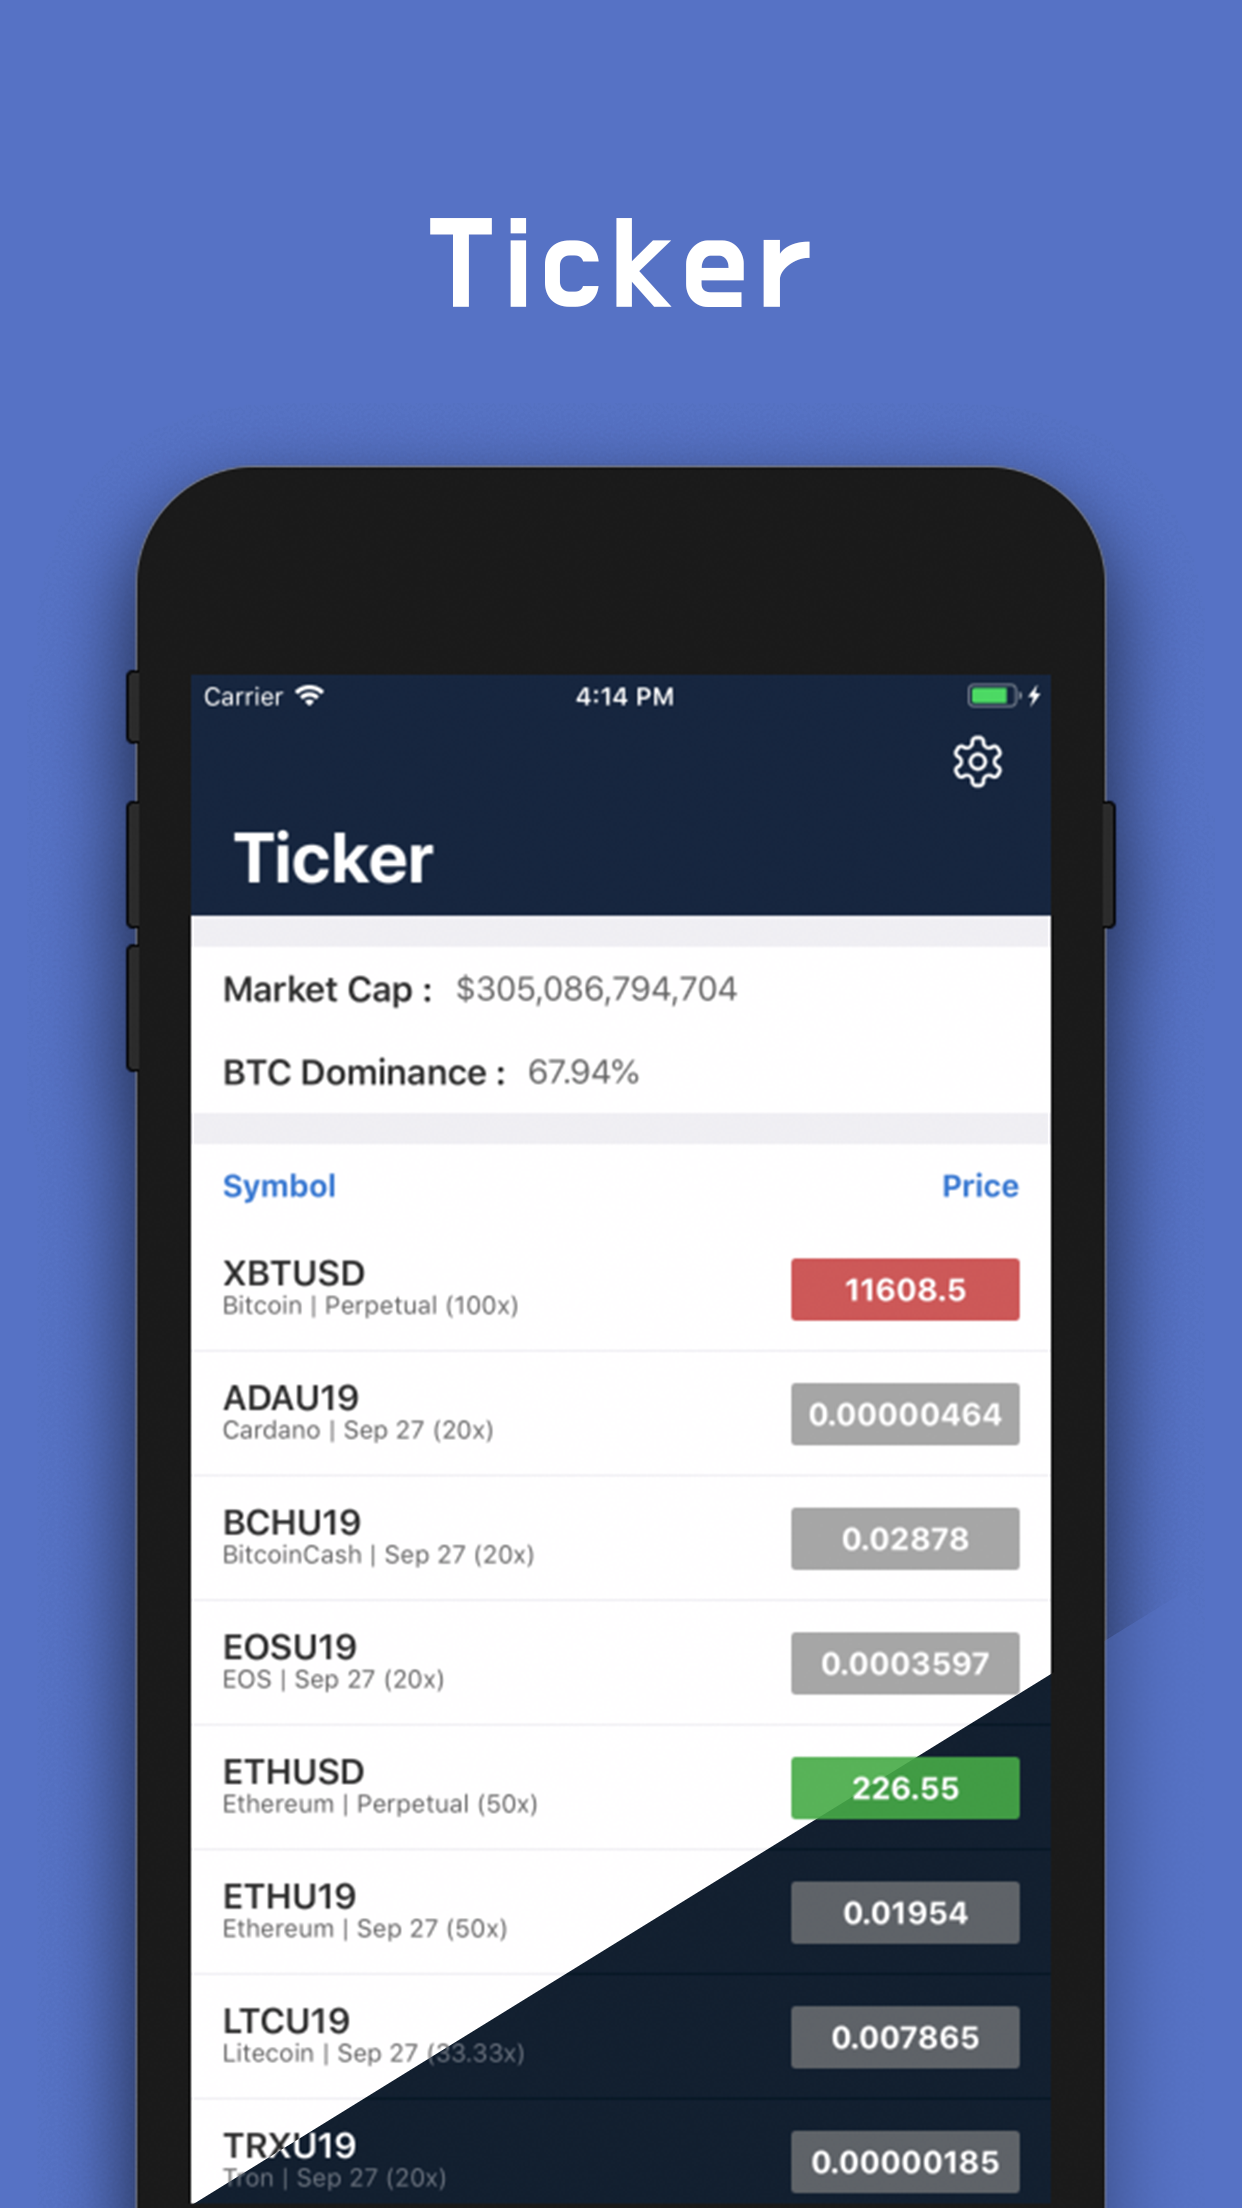 Ticker
Carrier 4:14 PM
Ticker
Market Cap : $305,086,794,704
BTC Dominance : 67.94%
Symbol Price
XBTUSD
Bitcoin | Perpetual (100x)
11608.5
ADAU19
Cardano | Sep 27 (20x)
0.00000464
BCHU19
BitcoinCash | Sep 27 (20x)
0.02878
EOSU19
EOS | Sep 27 (20x)
0.0003597
ETHUSD
Ethereum | Perpetual (50x)
226.55
ETHU19
Ethereum | Sep 27 (50x)
0.01954
LTCU19
Litecoin | Sep 27 (33.33x)
0.007865
TRXU19
Tron | Sep 27 (20x)
0.00000185